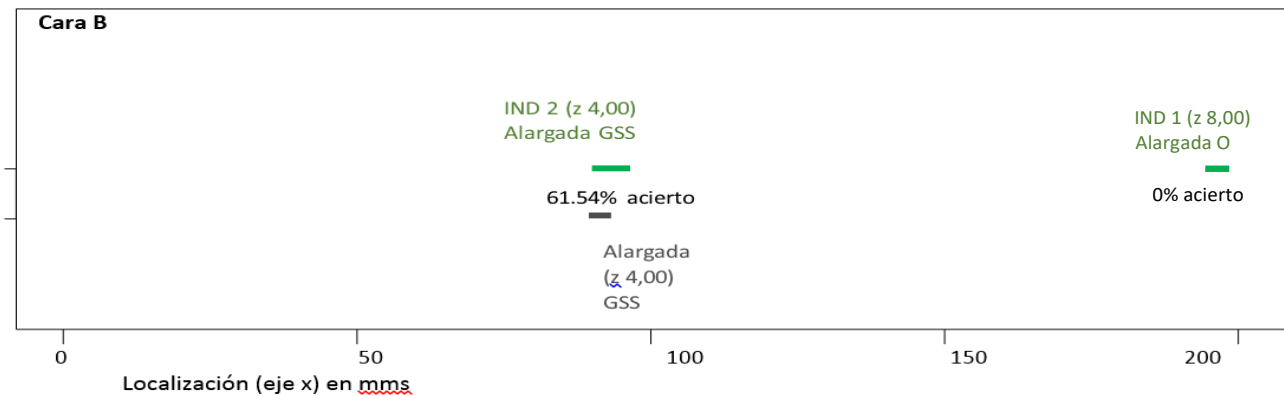 Cara B
IND 2 (z 4,00)
Alargada GSS
IND 1 (z 8,00)
Alargada O
61.54% acierto
0% acierto
Alargada
(z 4,00)
GSS
0 50 100 150 200
Localización (eje x) en mms